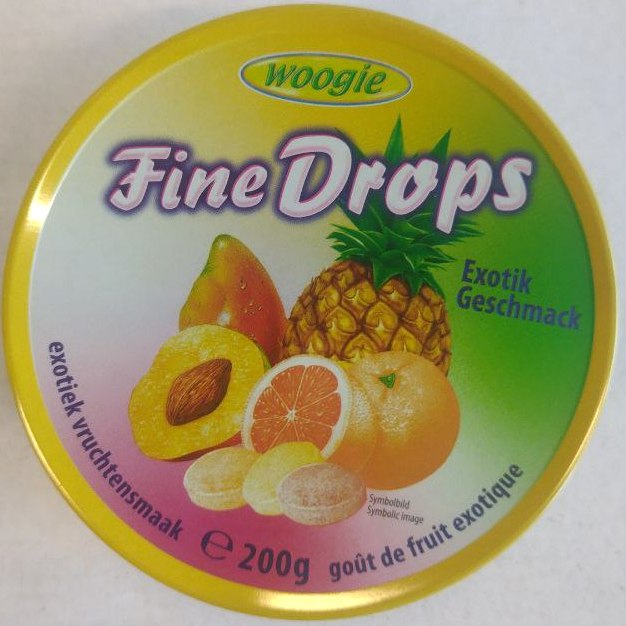 woogie
Fine Drops
Exotik
Geschmack
exotiek vruchtensmaak
Symbolbild
Symbolic image
℮ 200g
goût de fruit exotique